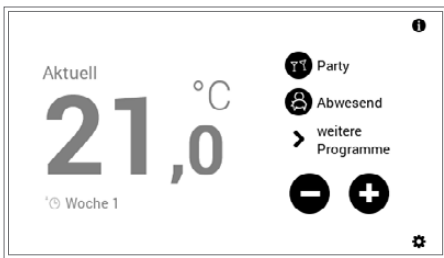 Aktuell
21,0 °C
Woche 1
Party
Abwesend
weitere
Programme